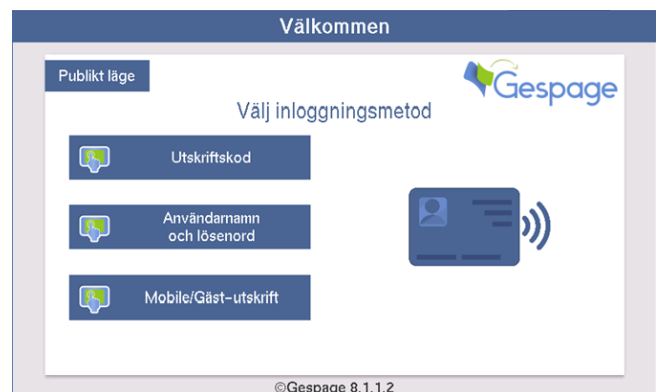 Välkommen
Publikt läge
Gespage
Välj inloggningsmetod
Utskriftskod
Användarnamn
och lösenord
Mobile/Gäst-utskrift
©Gespage 8.1.1.2